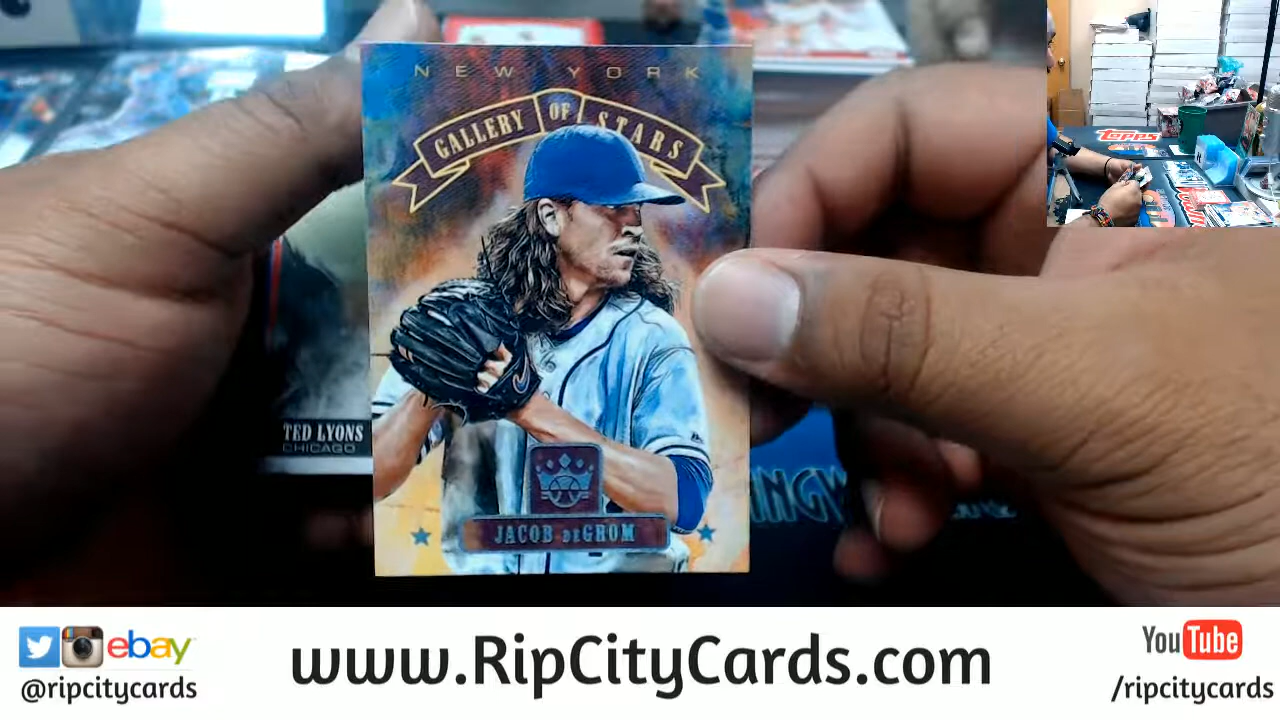 NEW YORK
GALLERY OF STARS
TED LYONS
CHICAGO
JACOB DEGROM
Topps
ebay
@ripcitycards
www.RipCityCards.com
YouTube
/ripcitycards